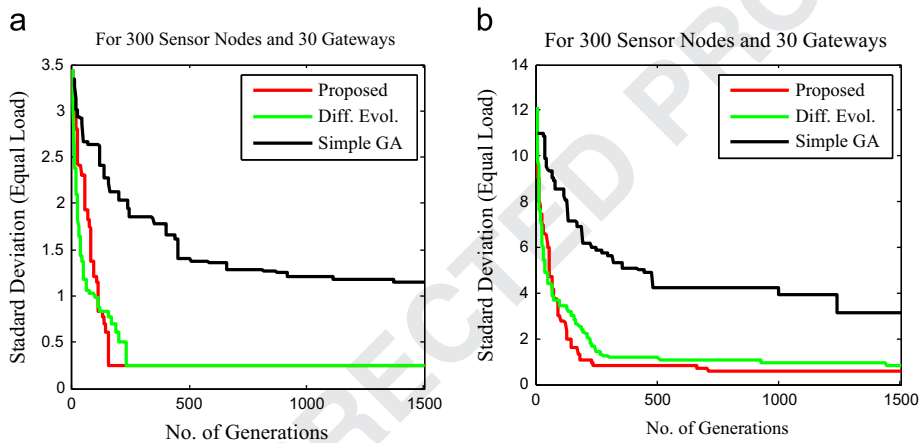 a
For 300 Sensor Nodes and 30 Gateways
3.5
3
2.5
2
1.5
1
0.5
0
0
500
1000
1500
Stadard Deviation (Equal Load)
No. of Generations
Proposed
Diff. Evol.
Simple GA
b
For 300 Sensor Nodes and 30 Gateways
14
12
10
8
6
4
2
0
0
500
1000
1500
Stadard Deviation (Equal Load)
No. of Generations
Proposed
Diff. Evol.
Simple GA
RECTED PRO